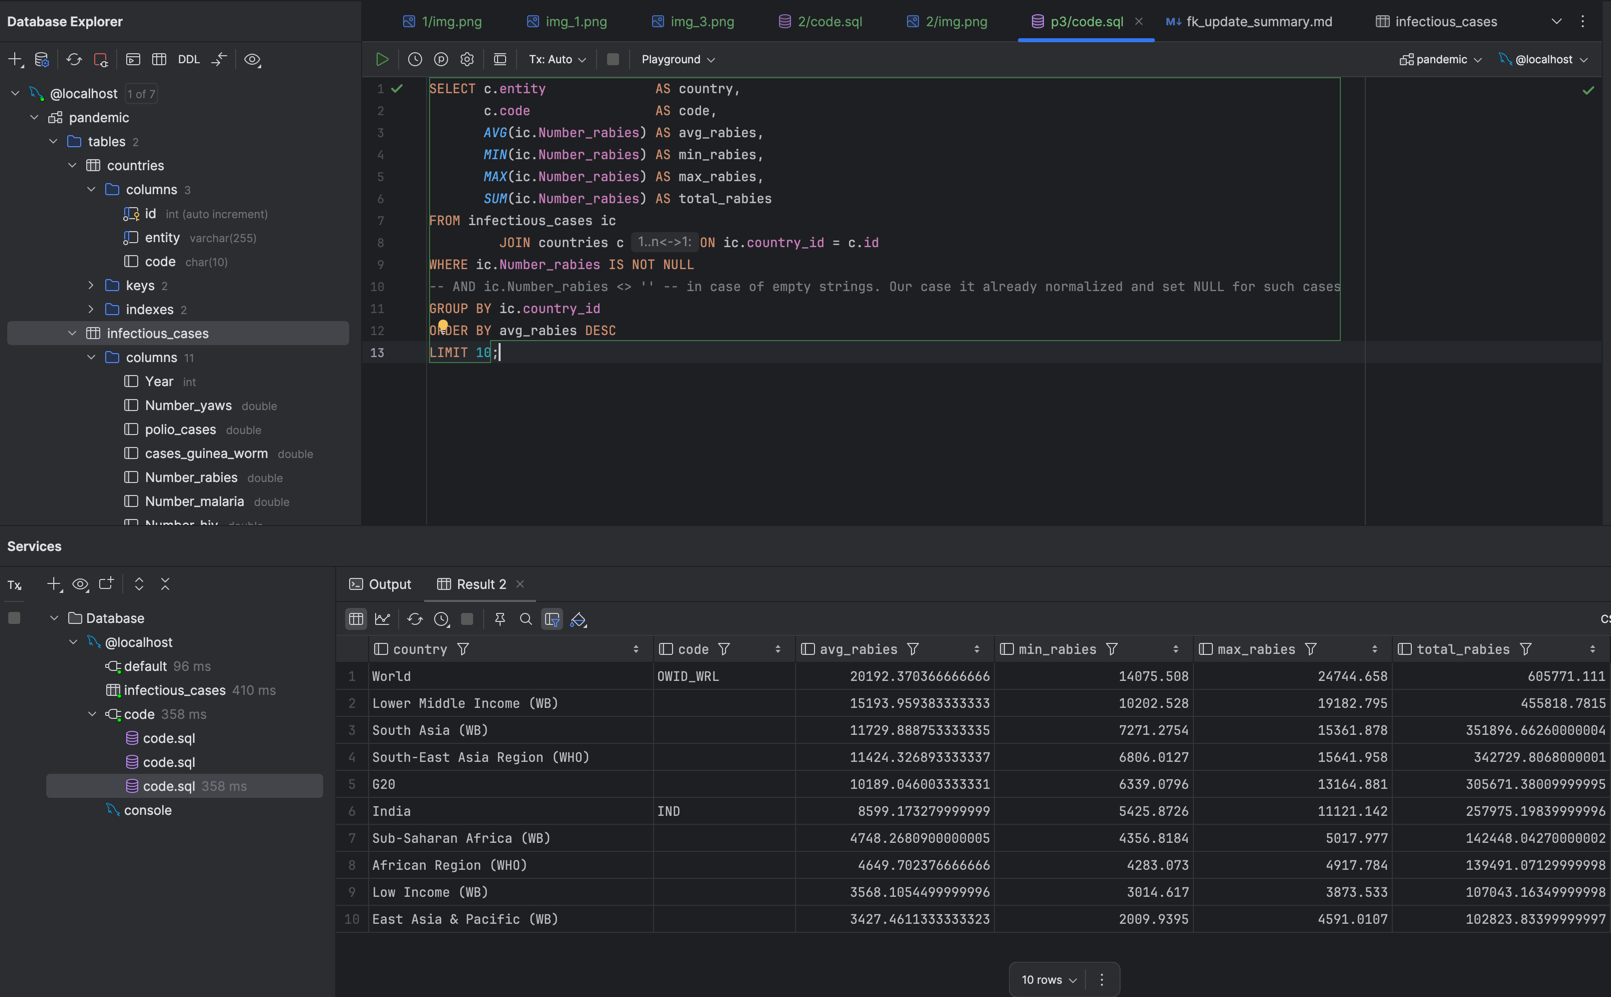 Database Explorer
1/img.png img_1.png img_3.png 2/code.sql 2/img.png p3/code.sql M↓ fk_update_summary.md infectious_cases
DDL
Tx: Auto Playground pandemic @localhost
@localhost 1 of 7
pandemic
tables 2
countries
columns 3
id int (auto increment)
entity varchar(255)
code char(10)
keys 2
indexes 2
infectious_cases
columns 11
Year int
Number_yaws double
polio_cases double
cases_guinea_worm double
Number_rabies double
Number_malaria double
Number_hiv double
1 SELECT c.entity AS country,
2 c.code AS code,
3 AVG(ic.Number_rabies) AS avg_rabies,
4 MIN(ic.Number_rabies) AS min_rabies,
5 MAX(ic.Number_rabies) AS max_rabies,
6 SUM(ic.Number_rabies) AS total_rabies
7 FROM infectious_cases ic
8 JOIN countries c 1..n<->1: ON ic.country_id = c.id
9 WHERE ic.Number_rabies IS NOT NULL
10 -- AND ic.Number_rabies <> '' -- in case of empty strings. Our case it already normalized and set NULL for such cases
11 GROUP BY ic.country_id
12 ORDER BY avg_rabies DESC
13 LIMIT 10;
Services
Tx
Database
@localhost
default 96 ms
infectious_cases 410 ms
code 358 ms
code.sql
code.sql
code.sql 358 ms
console
Output Result 2
CS
country code avg_rabies min_rabies max_rabies total_rabies
1 World OWID_WRL 20192.370366666666 14075.508 24744.658 605771.111
2 Lower Middle Income (WB) 15193.959383333333 10202.528 19182.795 455818.7815
3 South Asia (WB) 11729.888753333335 7271.2754 15361.878 351896.66260000004
4 South-East Asia Region (WHO) 11424.326893333337 6806.0127 15641.958 342729.8068000001
5 G20 10189.046003333331 6339.0796 13164.881 305671.38009999995
6 India IND 8599.173279999999 5425.8726 11121.142 257975.19839999996
7 Sub-Saharan Africa (WB) 4748.2680900000005 4356.8184 5017.977 142448.04270000002
8 African Region (WHO) 4649.702376666666 4283.073 4917.784 139491.07129999998
9 Low Income (WB) 3568.1054499999996 3014.617 3873.533 107043.16349999998
10 East Asia & Pacific (WB) 3427.4611333333323 2009.9395 4591.0107 102823.83399999997
10 rows